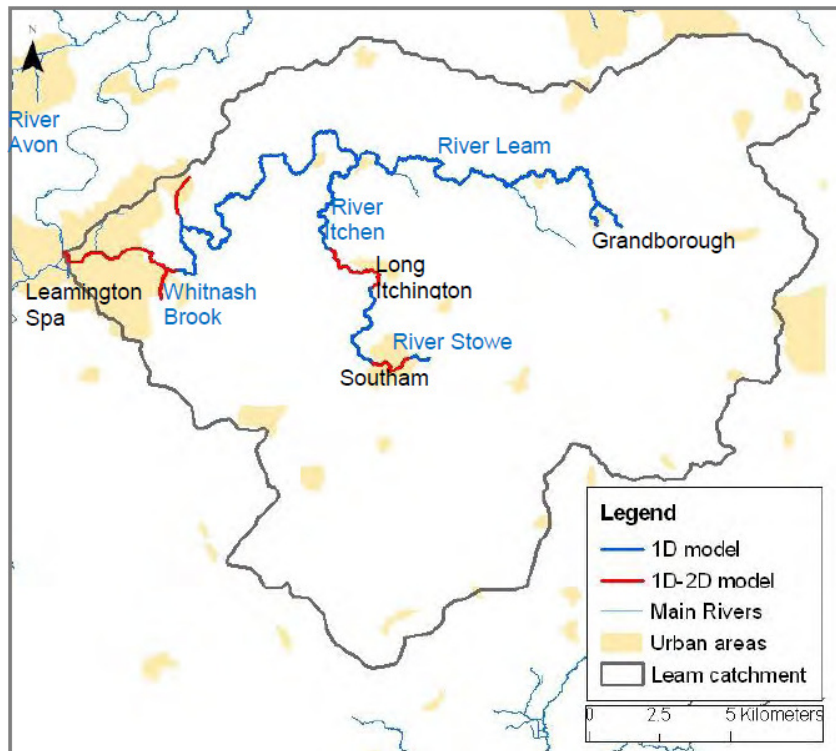 N
River
Avon
River Leam
River
Itchen
Grandborough
Long
Itchington
Leamington
Spa
Whitnash
Brook
River Stowe
Southam
Legend
1D model
1D-2D model
Main Rivers
Urban areas
Leam catchment
0 2.5 5 Kilometers